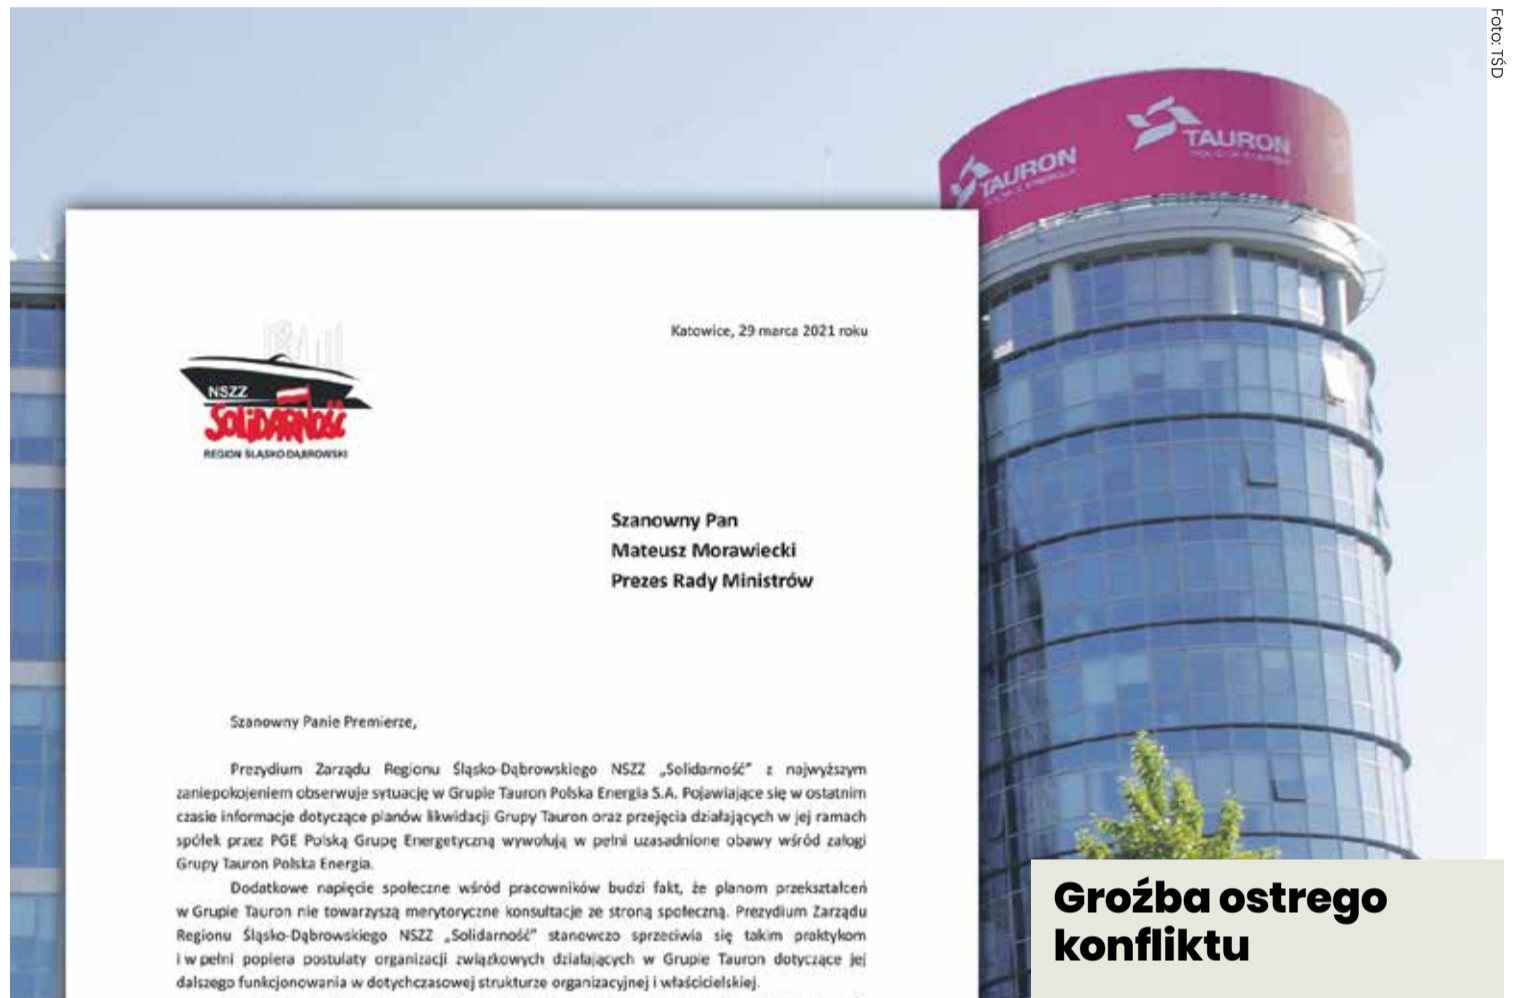 Foto: TŚD
TAURON
TAURON
Katowice, 29 marca 2021 roku
NSZZ
SOLIDARNOŚĆ
REGION ŚLĄSKO-DĄBROWSKI
Szanowny Pan
Mateusz Morawiecki
Prezes Rady Ministrów
Szanowny Panie Premierze,
Prezydium Zarządu Regionu Śląsko-Dąbrowskiego NSZZ „Solidarność” z najwyższym
zaniepokojeniem obserwuje sytuację w Grupie Tauron Polska Energia S.A. Pojawiające się w ostatnim
czasie informacje dotyczące planów likwidacji Grupy Tauron oraz przejęcia działających w jej ramach
spółek przez PGE Polską Grupę Energetyczną wywołują w pełni uzasadnione obawy wśród załogi
Grupy Tauron Polska Energia.
Dodatkowe napięcie społeczne wśród pracowników budzi fakt, że planom przekształceń
w Grupie Tauron nie towarzyszą merytoryczne konsultacje ze stroną społeczną. Prezydium Zarządu
Regionu Śląsko-Dąbrowskiego NSZZ „Solidarność” stanowczo sprzeciwia się takim praktykom
i w pełni popiera postulaty organizacji związkowych działających w Grupie Tauron dotyczące jej
dalszego funkcjonowania w dotychczasowej strukturze organizacyjnej i właścicielskiej.
Groźba ostrego
konfliktu